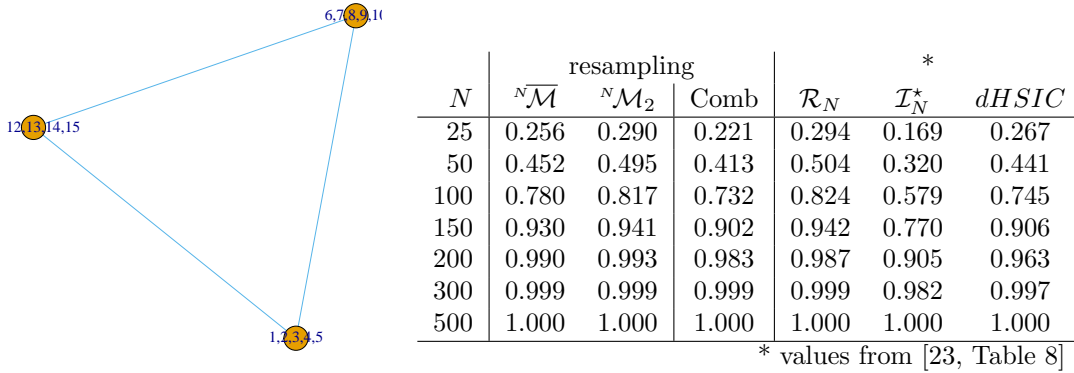 6,7,8,9,10
12,13,14,15
1,2,3,4,5
resampling *
N ᴺM̅ ᴺM₂ Comb R_N I*_N dHSIC
25 0.256 0.290 0.221 0.294 0.169 0.267
50 0.452 0.495 0.413 0.504 0.320 0.441
100 0.780 0.817 0.732 0.824 0.579 0.745
150 0.930 0.941 0.902 0.942 0.770 0.906
200 0.990 0.993 0.983 0.987 0.905 0.963
300 0.999 0.999 0.999 0.999 0.982 0.997
500 1.000 1.000 1.000 1.000 1.000 1.000
* values from [23, Table 8]